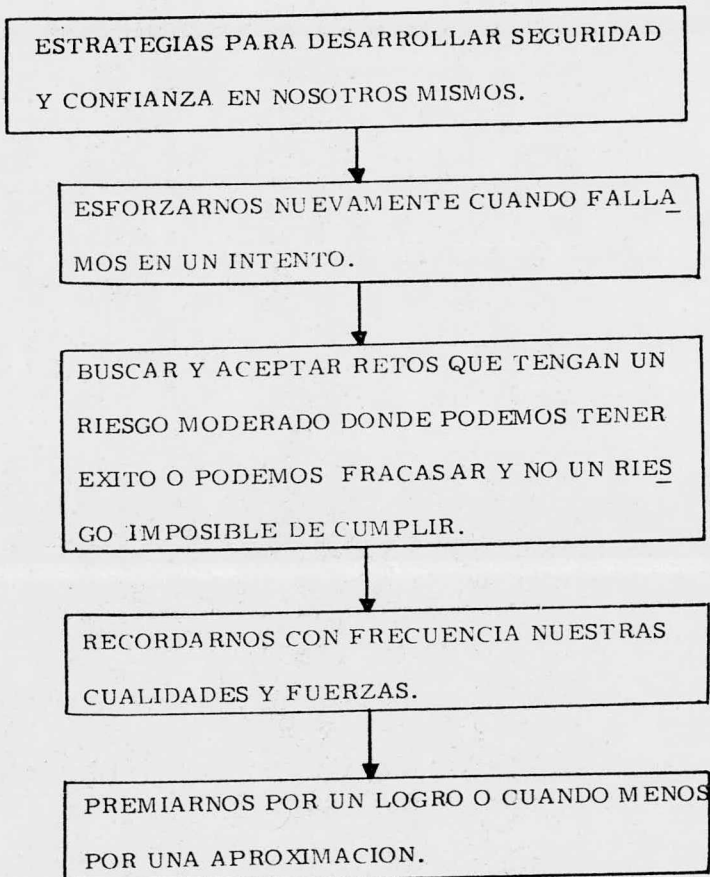 ESTRATEGIAS PARA DESARROLLAR SEGURIDAD
Y CONFIANZA EN NOSOTROS MISMOS.
ESFORZARNOS NUEVAMENTE CUANDO FALLA
MOS EN UN INTENTO.
BUSCAR Y ACEPTAR RETOS QUE TENGAN UN
RIESGO MODERADO DONDE PODEMOS TENER
EXITO O PODEMOS FRACASAR Y NO UN RIES
GO IMPOSIBLE DE CUMPLIR.
RECORDARNOS CON FRECUENCIA NUESTRAS
CUALIDADES Y FUERZAS.
PREMIARNOS POR UN LOGRO O CUANDO MENOS
POR UNA APROXIMACION.